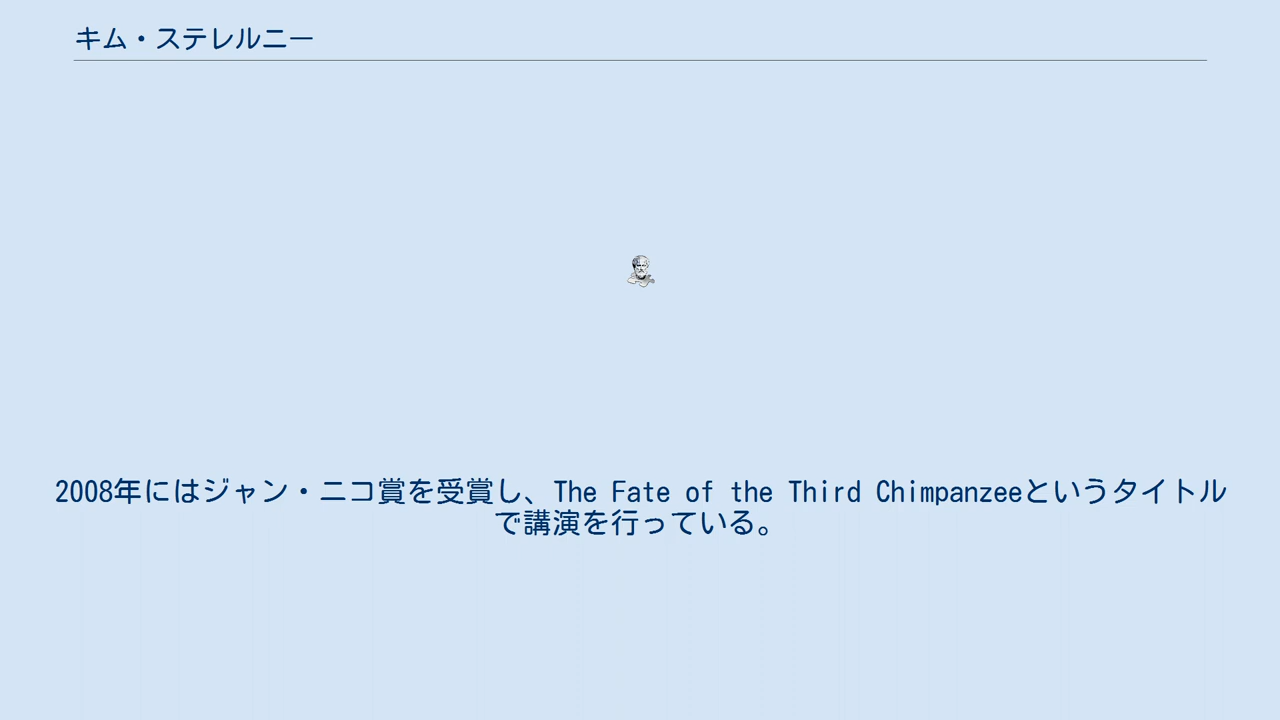 キム・ステレルニー
2008年にはジャン・ニコ賞を受賞し、The Fate of the Third Chimpanzeeというタイトル
で講演を行っている。